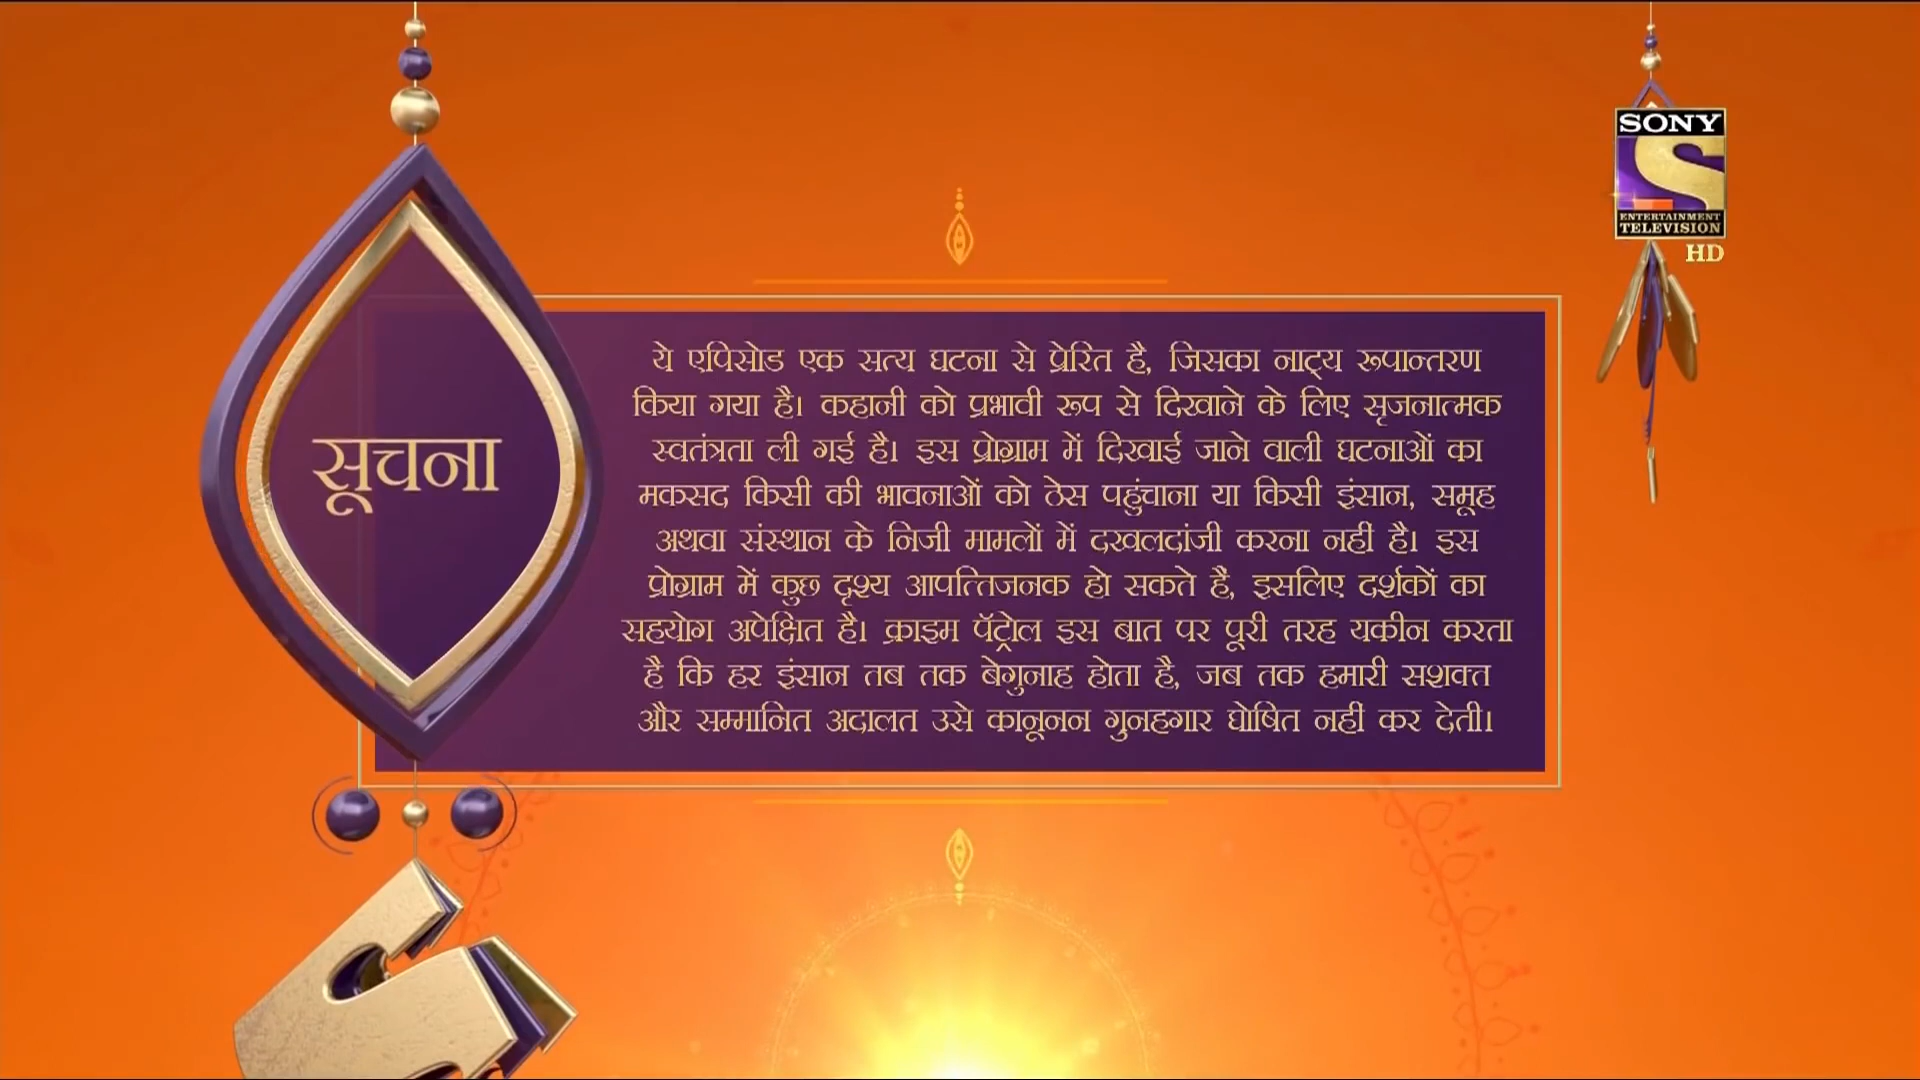 सूचना
ये एपिसोड एक सत्य घटना से प्रेरित है, जिसका नाट्य रूपान्तरण
किया गया है। कहानी को प्रभावी रूप से दिखाने के लिए सृजनात्मक
स्वतंत्रता ली गई है। इस प्रोग्राम में दिखाई जाने वाली घटनाओं का
मकसद किसी की भावनाओं को ठेस पहुंचाना या किसी इंसान, समूह
अथवा संस्थान के निजी मामलों में दखलदांजी करना नहीं है। इस
प्रोग्राम में कुछ दृश्य आपत्तिजनक हो सकते हैं, इसलिए दर्शकों का
सहयोग अपेक्षित है। क्राइम पॅट्रोल इस बात पर पूरी तरह यकीन करता
है कि हर इंसान तब तक बेगुनाह होता है, जब तक हमारी सशक्त
और सम्मानित अदालत उसे कानूनन गुनहगार घोषित नहीं कर देती।
SONY
ENTERTAINMENT
TELEVISION
HD